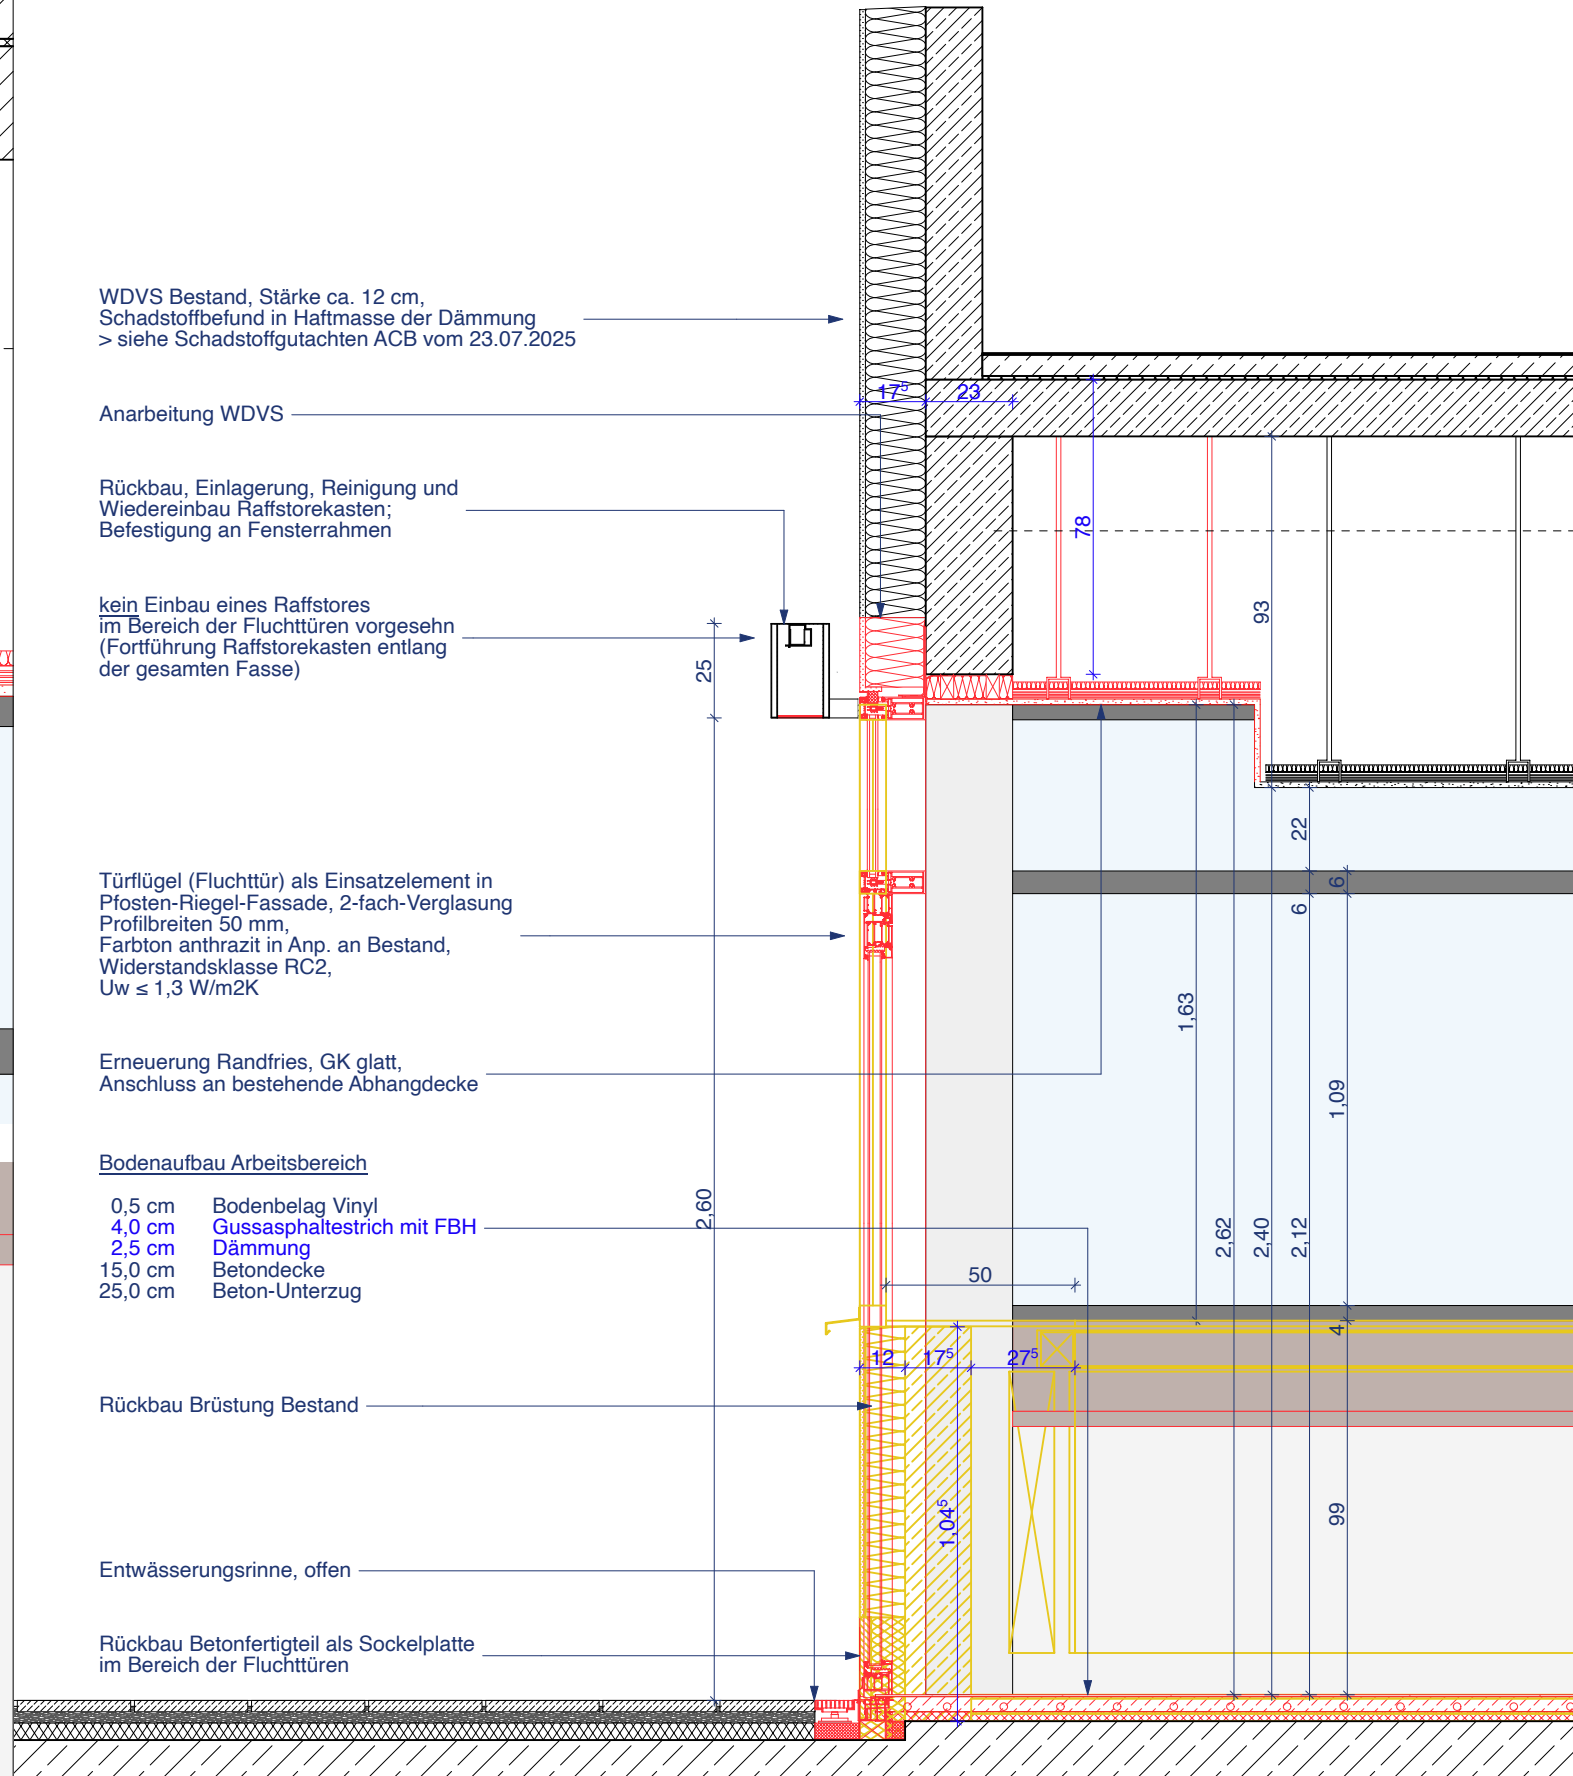 WDVS Bestand, Stärke ca. 12 cm,
Schadstoffbefund in Haftmasse der Dämmung
> siehe Schadstoffgutachten ACB vom 23.07.2025
17⁵
23
Anarbeitung WDVS
Rückbau, Einlagerung, Reinigung und
Wiedereinbau Raffstorekasten;
Befestigung an Fensterrahmen
78
93
kein Einbau eines Raffstores
im Bereich der Fluchttüren vorgesehn
(Fortführung Raffstorekasten entlang
der gesamten Fasse)
25
22
6
6
Türflügel (Fluchttür) als Einsatzelement in
Pfosten-Riegel-Fassade, 2-fach-Verglasung
Profilbreiten 50 mm,
Farbton anthrazit in Anp. an Bestand,
Widerstandsklasse RC2,
Uw ≤ 1,3 W/m2K
1,63
1,09
Erneuerung Randfries, GK glatt,
Anschluss an bestehende Abhangdecke
Bodenaufbau Arbeitsbereich
0,5 cm Bodenbelag Vinyl
4,0 cm Gussasphaltestrich mit FBH
2,5 cm Dämmung
15,0 cm Betondecke
25,0 cm Beton-Unterzug
2,60
2,62
2,40
2,12
50
4
12
17⁵
27⁵
Rückbau Brüstung Bestand
1,04⁵
99
Entwässerungsrinne, offen
Rückbau Betonfertigteil als Sockelplatte
im Bereich der Fluchttüren